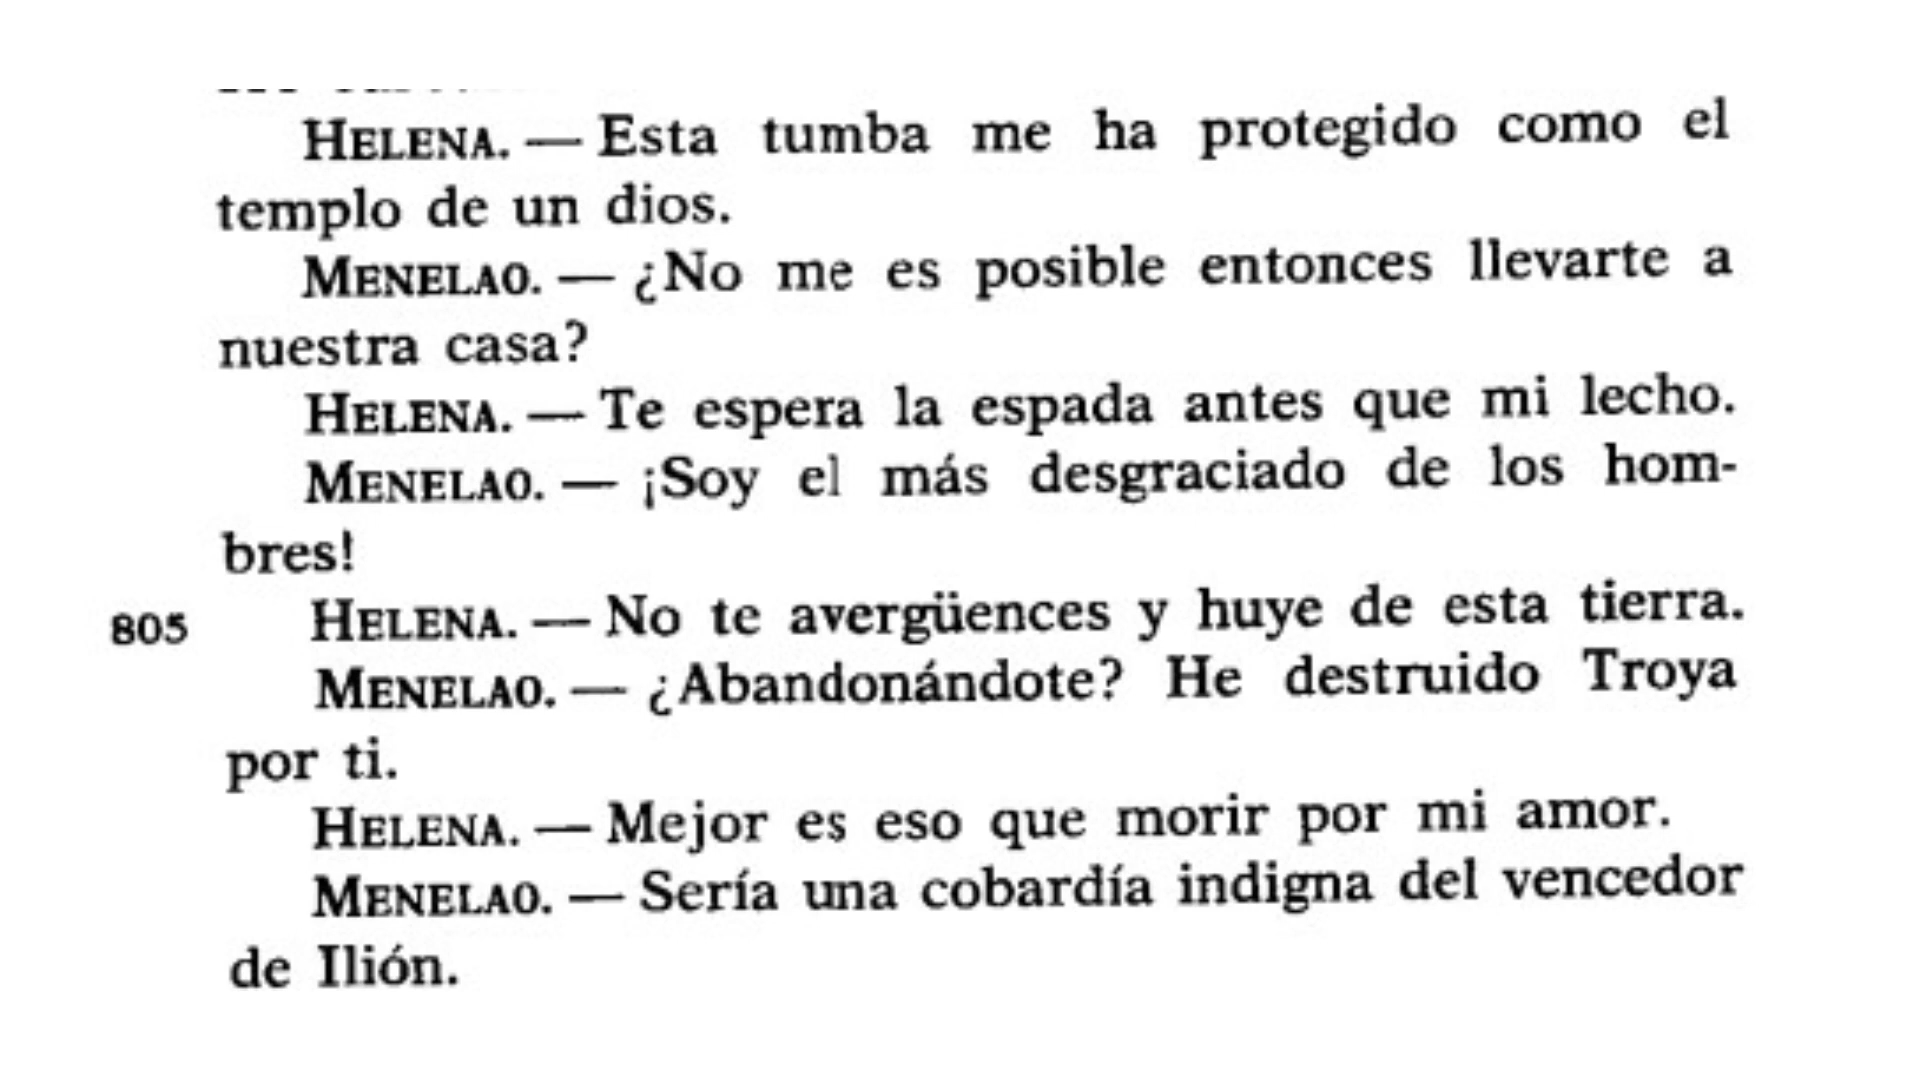 HELENA. — Esta tumba me ha protegido como el
templo de un dios.
MENELAO. — ¿No me es posible entonces llevarte a
nuestra casa?
HELENA. — Te espera la espada antes que mi lecho.
MENELAO. — ¡Soy el más desgraciado de los hom-
bres!
805 HELENA. — No te avergüences y huye de esta tierra.
MENELAO. — ¿Abandonándote? He destruido Troya
por ti.
HELENA. — Mejor es eso que morir por mi amor.
MENELAO. — Sería una cobardía indigna del vencedor
de Ilión.